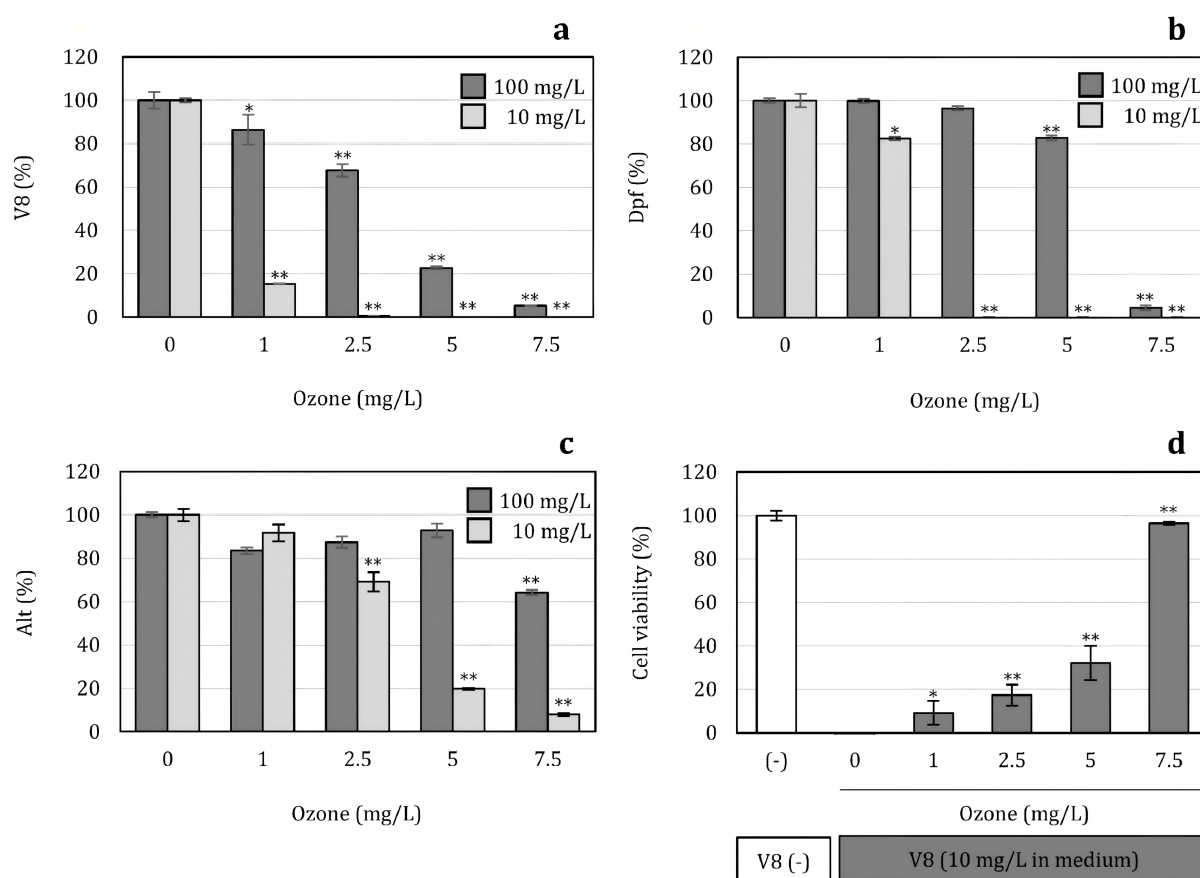 a
120
100
80
60
40
20
0
V8 (%)
100 mg/L
10 mg/L
*
**
**
**
**
**
**
**
0 1 2.5 5 7.5
Ozone (mg/L)
b
120
100
80
60
40
20
0
Dpf (%)
100 mg/L
10 mg/L
*
**
**
**
**
**
0 1 2.5 5 7.5
Ozone (mg/L)
c
120
100
80
60
40
20
0
Alt (%)
100 mg/L
10 mg/L
**
**
**
**
0 1 2.5 5 7.5
Ozone (mg/L)
d
120
100
80
60
40
20
0
Cell viability (%)
*
**
**
**
(-) 0 1 2.5 5 7.5
Ozone (mg/L)
V8 (-) V8 (10 mg/L in medium)